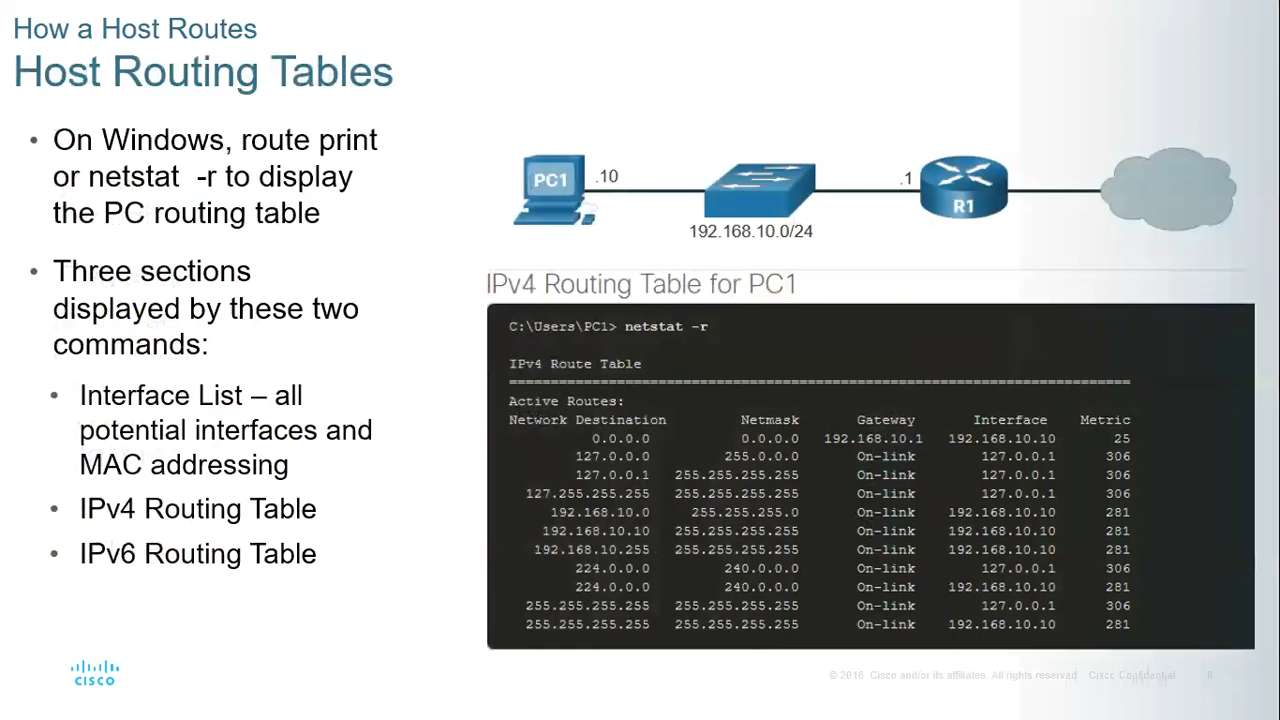 How a Host Routes
Host Routing Tables
• On Windows, route print
or netstat -r to display
the PC routing table
• Three sections
displayed by these two
commands:
• Interface List – all
potential interfaces and
MAC addressing
• IPv4 Routing Table
• IPv6 Routing Table
PC1 .10 .1 R1
192.168.10.0/24
IPv4 Routing Table for PC1
C:\Users\PC1> netstat -r
IPv4 Route Table
===========================================================================
Active Routes:
Network Destination Netmask Gateway Interface Metric
0.0.0.0 0.0.0.0 192.168.10.1 192.168.10.10 25
127.0.0.0 255.0.0.0 On-link 127.0.0.1 306
127.0.0.1 255.255.255.255 On-link 127.0.0.1 306
127.255.255.255 255.255.255.255 On-link 127.0.0.1 306
192.168.10.0 255.255.255.0 On-link 192.168.10.10 281
192.168.10.10 255.255.255.255 On-link 192.168.10.10 281
192.168.10.255 255.255.255.255 On-link 192.168.10.10 281
224.0.0.0 240.0.0.0 On-link 127.0.0.1 306
224.0.0.0 240.0.0.0 On-link 192.168.10.10 281
255.255.255.255 255.255.255.255 On-link 127.0.0.1 306
255.255.255.255 255.255.255.255 On-link 192.168.10.10 281
CISCO
© 2016 Cisco and/or its affiliates. All rights reserved. Cisco Confidential 8